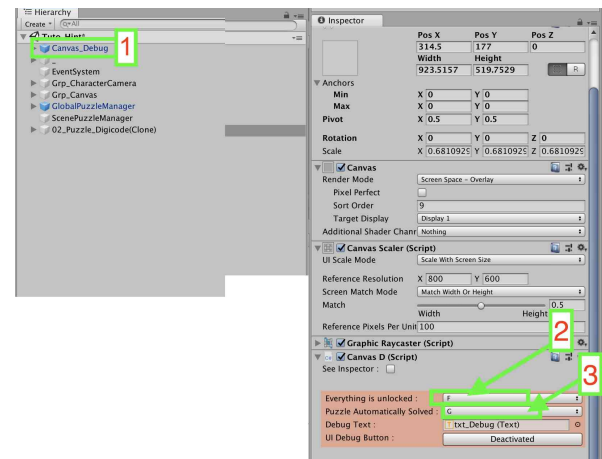 Hierarchy
Create
Q▾All
Tuto_Hint*
Canvas_Debug
1
_
EventSystem
Grp_CharacterCamera
Grp_Canvas
GlobalPuzzleManager
ScenePuzzleManager
02_Puzzle_Digicode(Clone)
Inspector
Pos X Pos Y Pos Z
314.5 177 0
Width Height
923.5157 519.7529
R
Anchors
Min X 0 Y 0
Max X 0 Y 0
Pivot X 0.5 Y 0.5
Rotation X 0 Y 0 Z 0
Scale X 0.6810929 Y 0.6810929 Z 0.6810929
Canvas
Render Mode Screen Space - Overlay
Pixel Perfect
Sort Order 9
Target Display Display 1
Additional Shader Chanr Nothing
Canvas Scaler (Script)
UI Scale Mode Scale With Screen Size
Reference Resolution X 800 Y 600
Screen Match Mode Match Width Or Height
Match 0.5
Width Height
Reference Pixels Per Unit 100
2
Graphic Raycaster (Script)
Canvas D (Script)
See Inspector :
3
Everything is unlocked : F
Puzzle Automatically Solved : G
Debug Text : txt_Debug (Text)
UI Debug Button : Deactivated